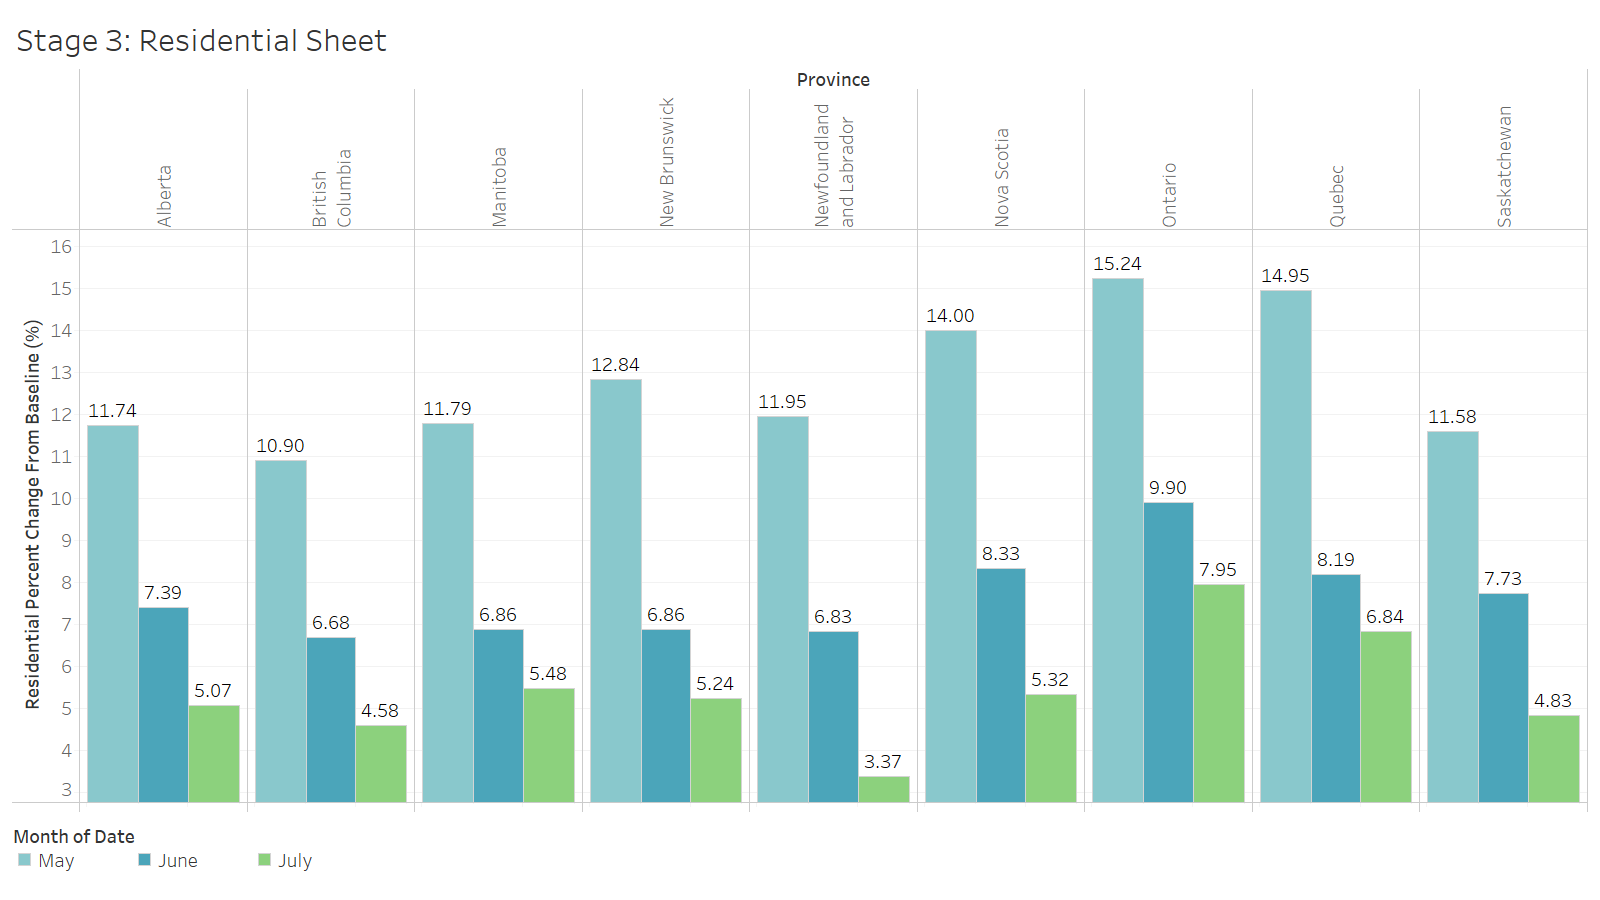 Stage 3: Residential Sheet
Province
Alberta
British
Columbia
Manitoba
New Brunswick
Newfoundland
and Labrador
Nova Scotia
Ontario
Quebec
Saskatchewan
Residential Percent Change From Baseline (%)
16
15
14
13
12
11
10
9
8
7
6
5
4
3
11.74
7.39
5.07
10.90
6.68
4.58
11.79
6.86
5.48
12.84
6.86
5.24
11.95
6.83
3.37
14.00
8.33
5.32
15.24
9.90
7.95
14.95
8.19
6.84
11.58
7.73
4.83
Month of Date
May
June
July